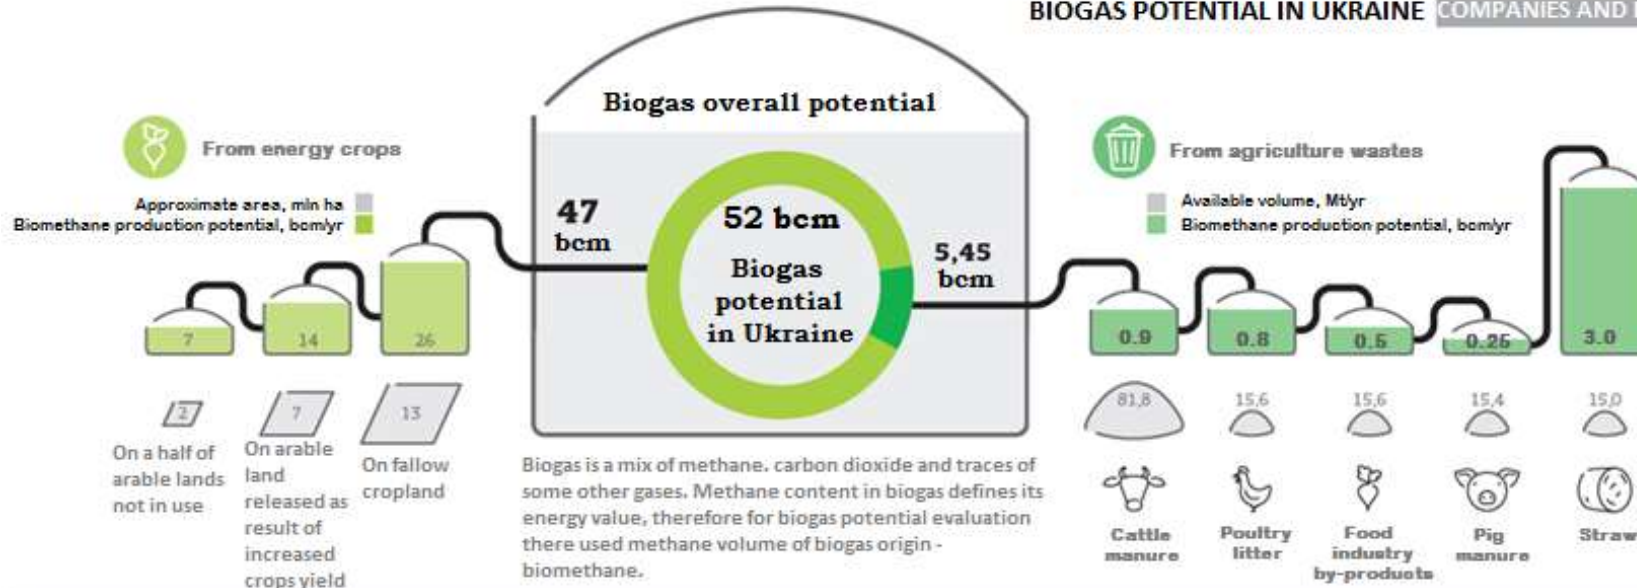 BIOGAS POTENTIAL IN UKRAINE COMPANIES AND
Biogas overall potential
From energy crops
Approximate area, mln ha
Biomethane production potential, bcm/yr
47
bcm
52 bcm
Biogas
potential
in Ukraine
5,45
bcm
From agriculture wastes
Available volume, Mt/yr
Biomethane production potential, bcm/yr
7
14
26
0.9
0.8
0.5
0.25
3.0
2
7
13
81,8
15,6
15,6
15,4
15,0
On a half of
arable lands
not in use
On arable
land
released as
result of
increased
crops yield
On fallow
cropland
Biogas is a mix of methane. carbon dioxide and traces of
some other gases. Methane content in biogas defines its
energy value, therefore for biogas potential evaluation
there used methane volume of biogas origin -
biomethane.
Cattle
manure
Poultry
litter
Food
industry
by-products
Pig
manure
Straw